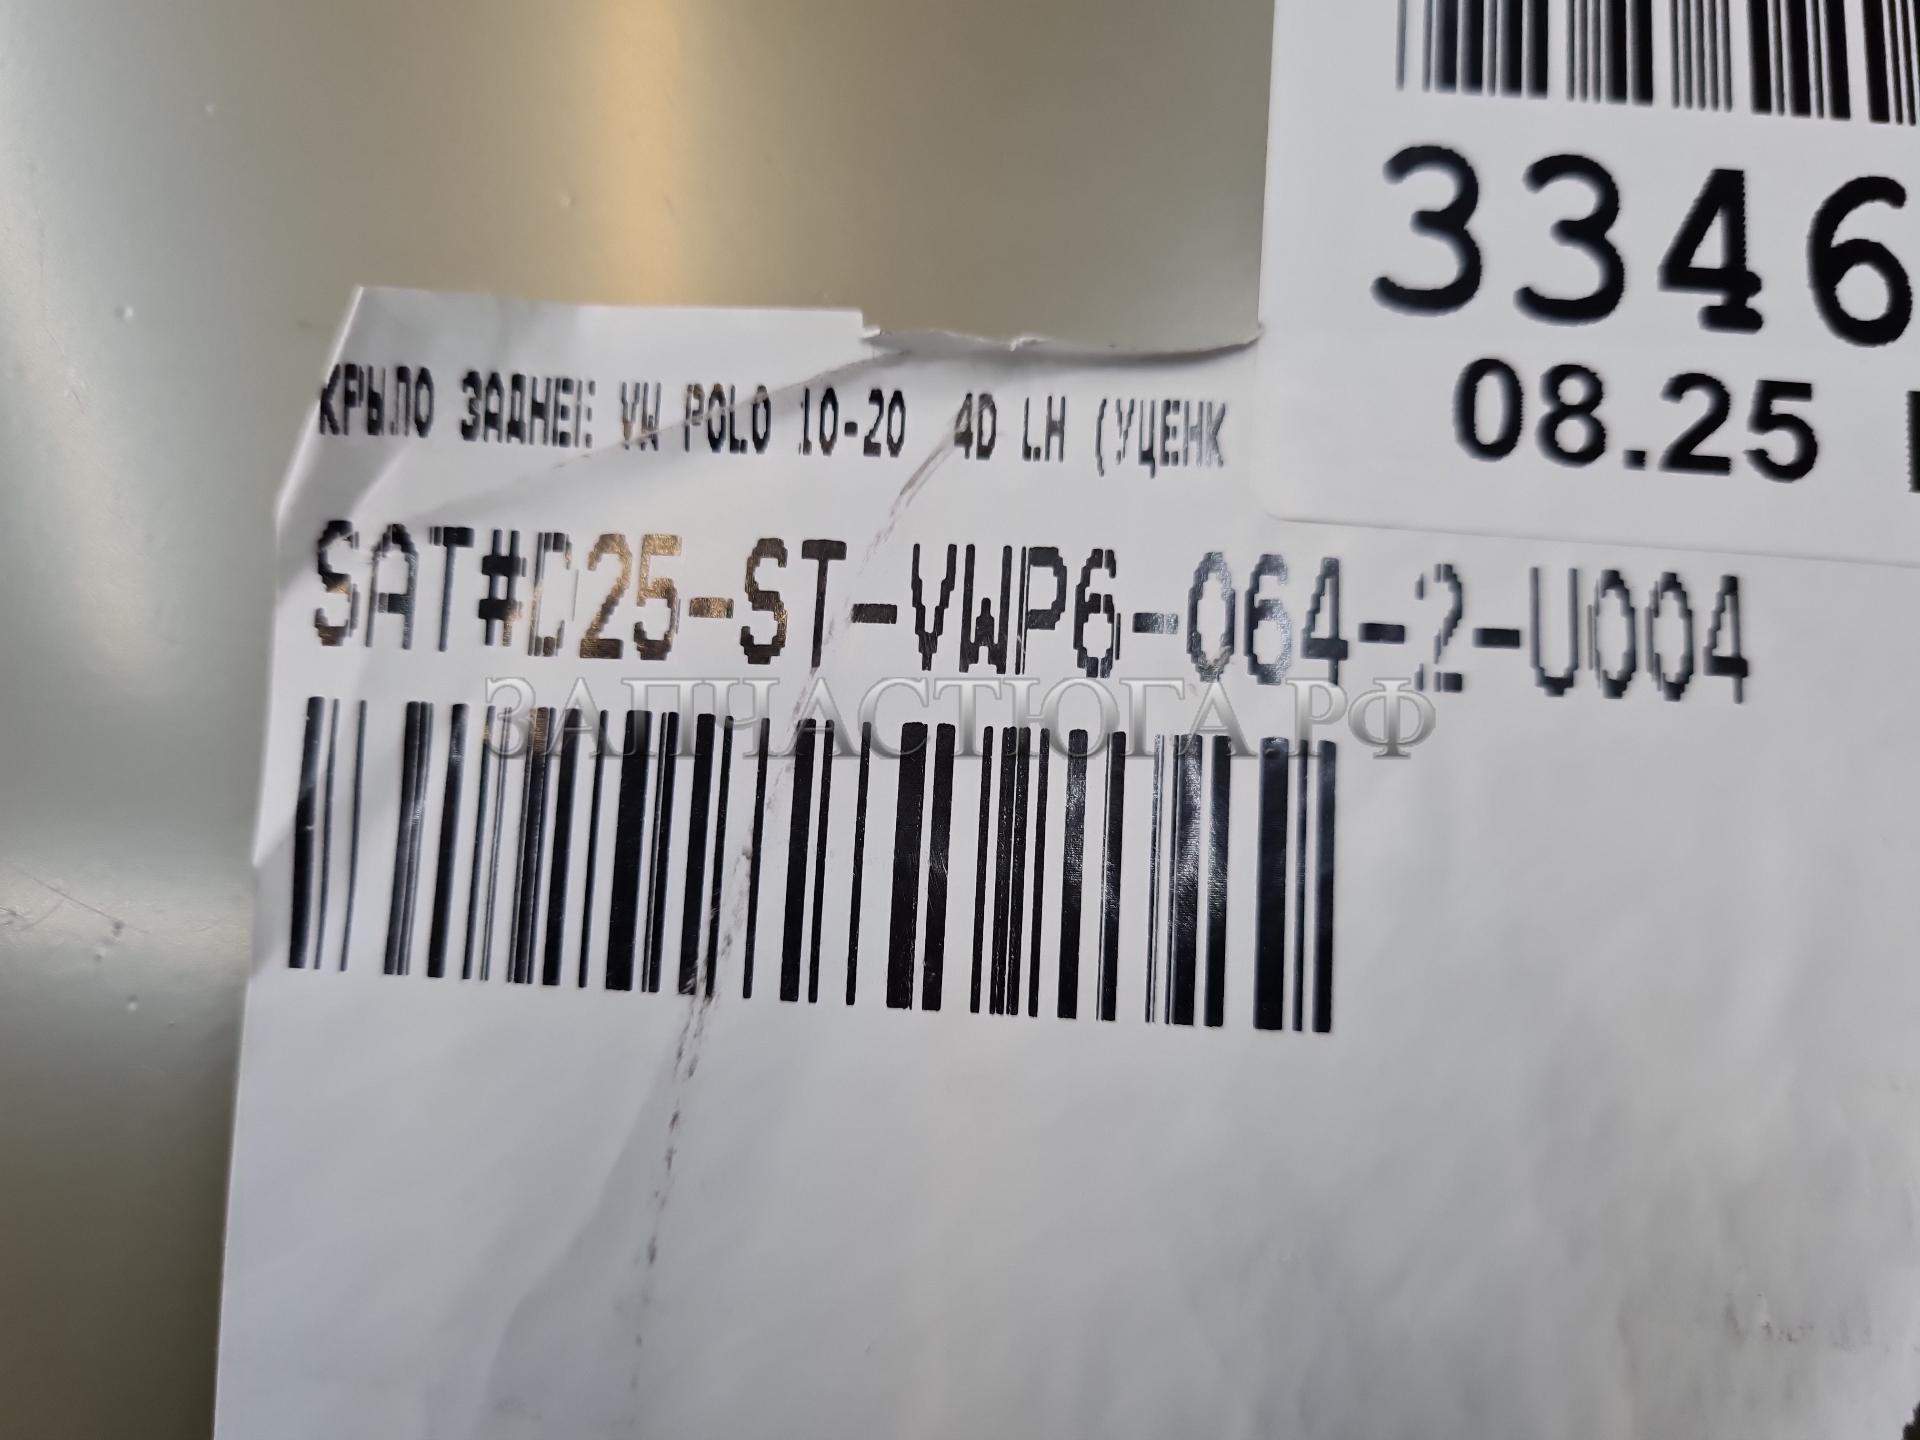 3346
08.25
КРЫЛО ЗАДНЕЕ VW POLO 10-20 4D LH (УЦЕНК
SAT#D25-ST-VWP6-064-2-U004
ЗАПЧАСТЮГА.РФ